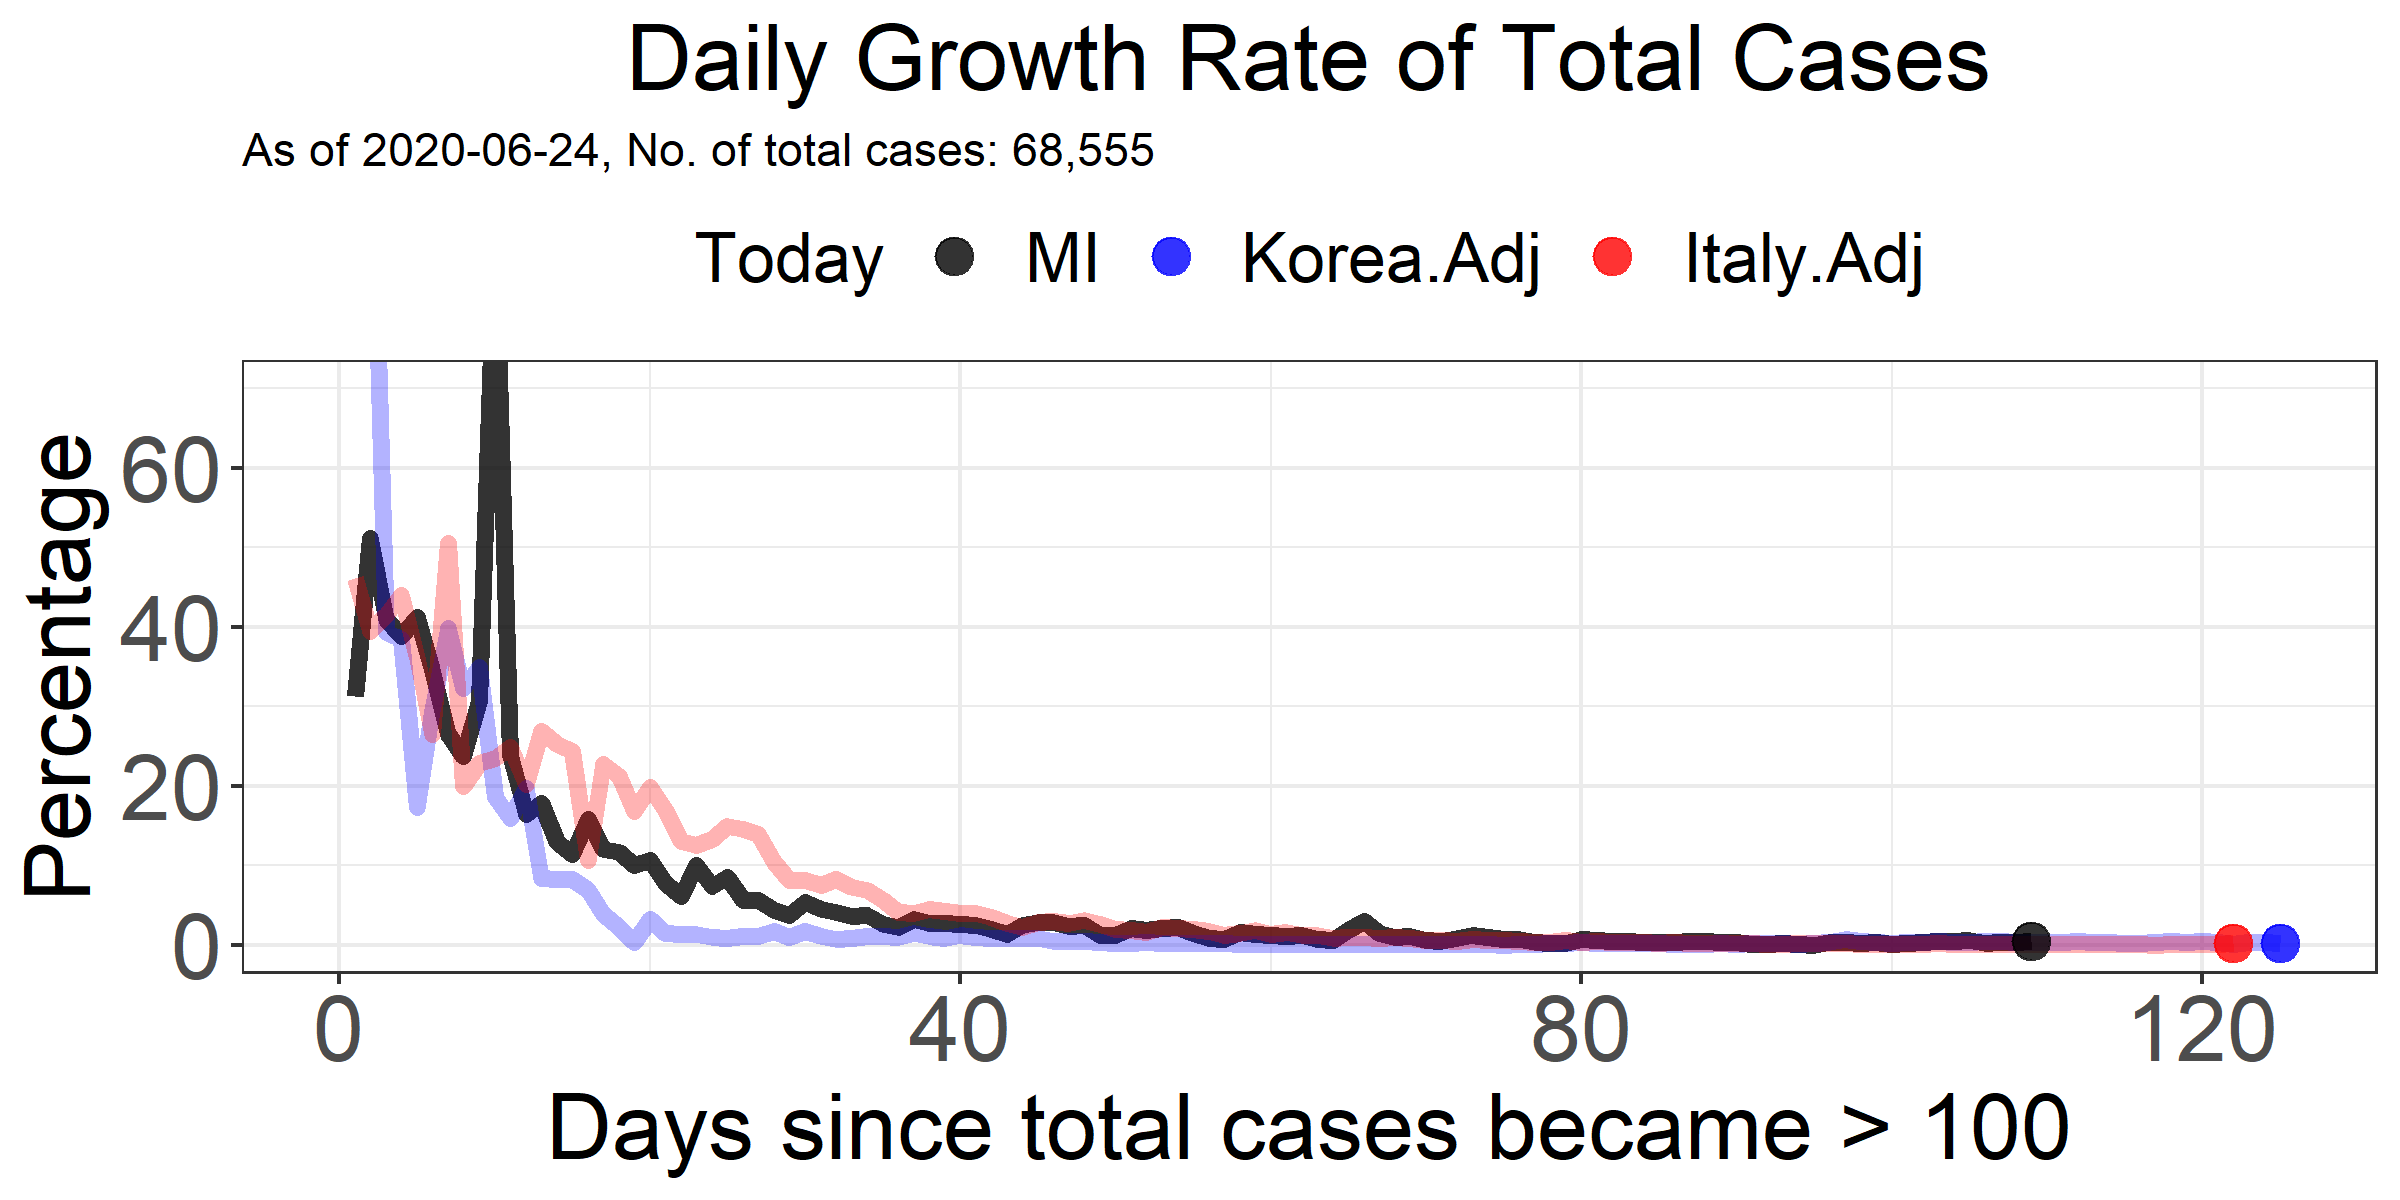 Daily Growth Rate of Total Cases
As of 2020-06-24, No. of total cases: 68,555
Today MI Korea.Adj Italy.Adj
Percentage
60
40
20
0
0 40 80 120
Days since total cases became > 100